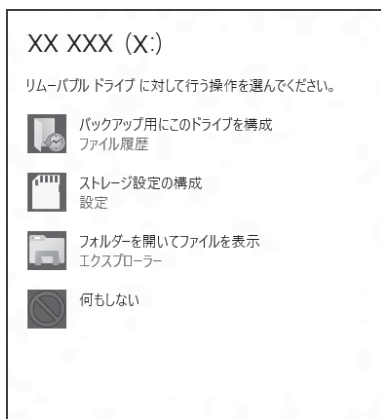 XX XXX (X:)
リムーバブル ドライブ に対して行う操作を選んでください。
バックアップ用にこのドライブを構成
ファイル履歴
ストレージ設定の構成
設定
フォルダーを開いてファイルを表示
エクスプローラー
何もしない